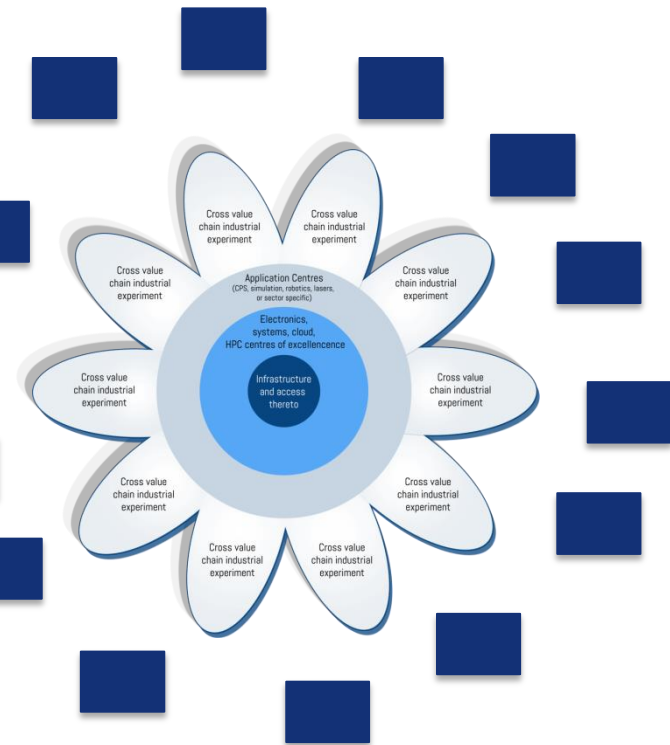 Cross value
chain industrial
experiment
Cross value
chain industrial
experiment
Cross value
chain industrial
experiment
Cross value
chain industrial
experiment
Application Centres
(CPS, simulation, robotics, lasers,
or sector specific)
Electronics,
systems, cloud,
HPC centres of excellencence
Cross value
chain industrial
experiment
Infrastructure
and access
thereto
Cross value
chain industrial
experiment
Cross value
chain industrial
experiment
Cross value
chain industrial
experiment
Cross value
chain industrial
experiment
Cross value
chain industrial
experiment